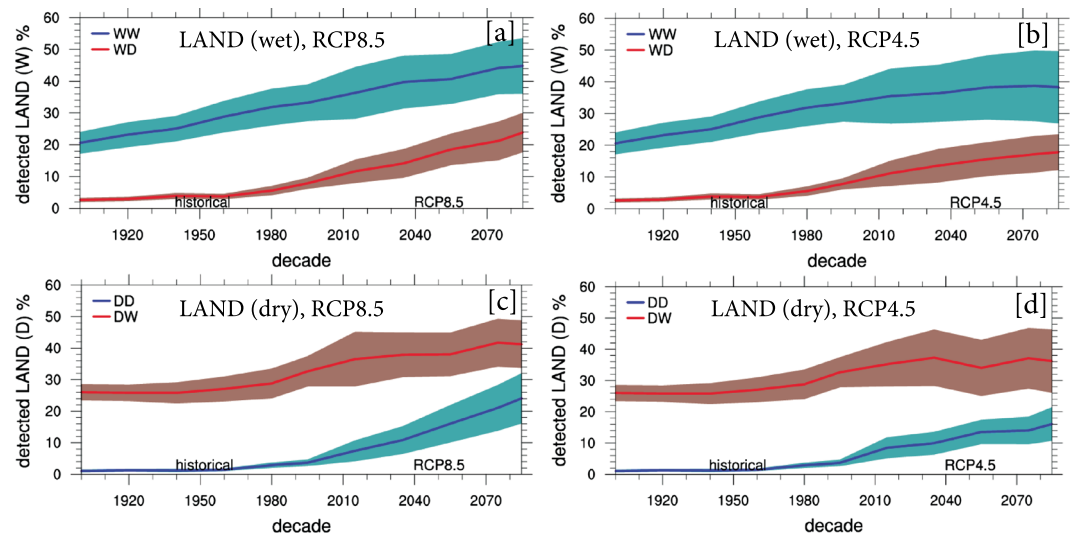 LAND (wet), RCP8.5
[a]
WW
WD
detected LAND (W) %
60
50
40
30
20
10
0
historical
RCP8.5
1920 1950 1980 2010 2040 2070
decade
LAND (wet), RCP4.5
[b]
WW
WD
detected LAND (W) %
60
50
40
30
20
10
0
historical
RCP4.5
1920 1950 1980 2010 2040 2070
decade
LAND (dry), RCP8.5
[c]
DD
DW
detected LAND (D) %
60
50
40
30
20
10
0
historical
RCP8.5
1920 1950 1980 2010 2040 2070
decade
LAND (dry), RCP4.5
[d]
DD
DW
detected LAND (D) %
60
50
40
30
20
10
0
historical
RCP4.5
1920 1950 1980 2010 2040 2070
decade